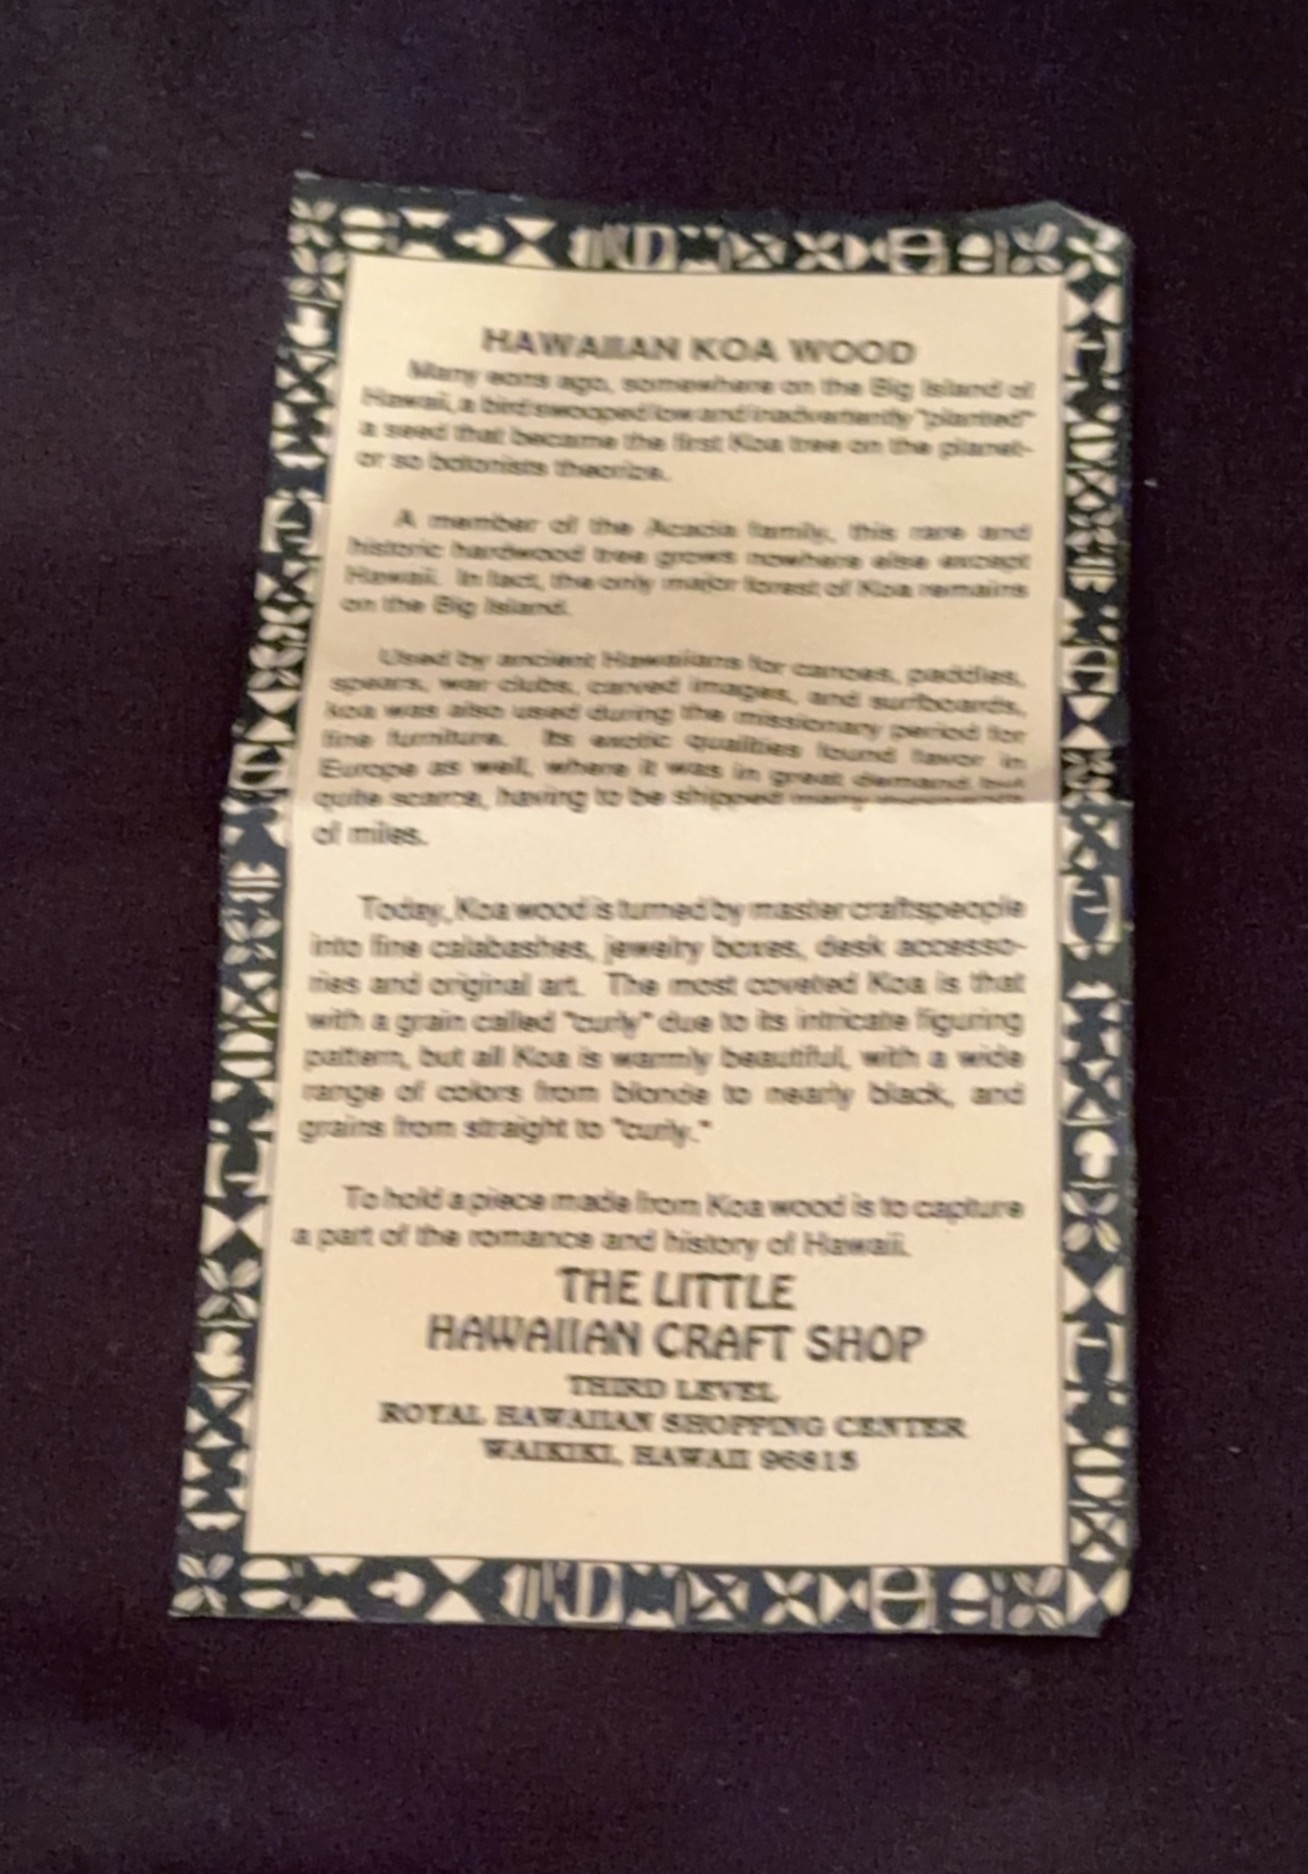 HAWAIIAN KOA WOOD
Many eons ago, somewhere on the Big Island of
Hawaii, a bird swooped low and inadvertently "planted"
a seed that became the first Koa tree on the planet-
or so botonists theorize.
A member of the Acacia family, this rare and
historic hardwood tree grows nowhere else except
Hawaii. In fact, the only major forest of Koa remains
on the Big Island.
Used by ancient Hawaiians for canoes, paddles,
spears, war clubs, carved images, and surfboards,
koa was also used during the missionary period for
fine furniture. Its exotic qualities found favor in
Europe as well, where it was in great demand but
quite scarce, having to be shipped many
of miles.
Today, Koa wood is turned by master craftspeople
into fine calabashes, jewelry boxes, desk accesso-
ries and original art. The most coveted Koa is that
with a grain called "curly" due to its intricate figuring
pattern, but all Koa is warmly beautiful, with a wide
range of colors from blonde to nearly black, and
grains from straight to "curly."
To hold a piece made from Koa wood is to capture
a part of the romance and history of Hawaii.
THE LITTLE
HAWAIIAN CRAFT SHOP
THIRD LEVEL
ROYAL HAWAIIAN SHOPPING CENTER
WAIKIKI, HAWAII 96815